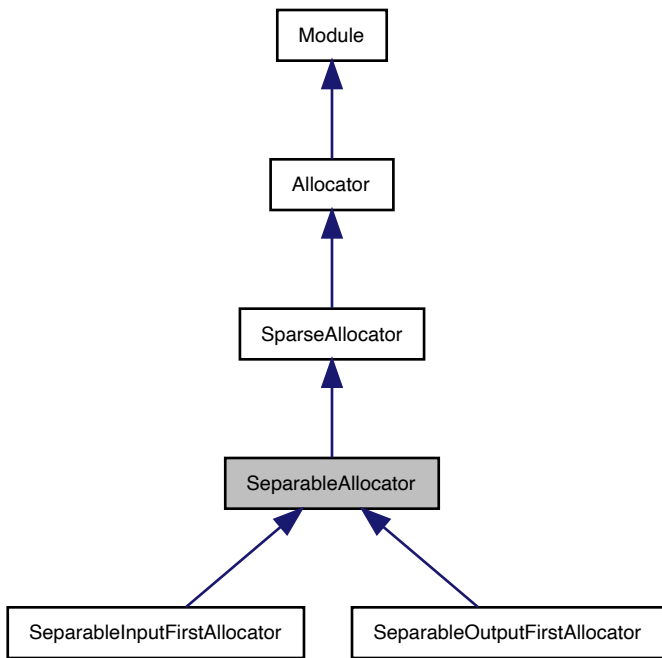 Module
Allocator
SparseAllocator
SeparableAllocator
SeparableInputFirstAllocator
SeparableOutputFirstAllocator